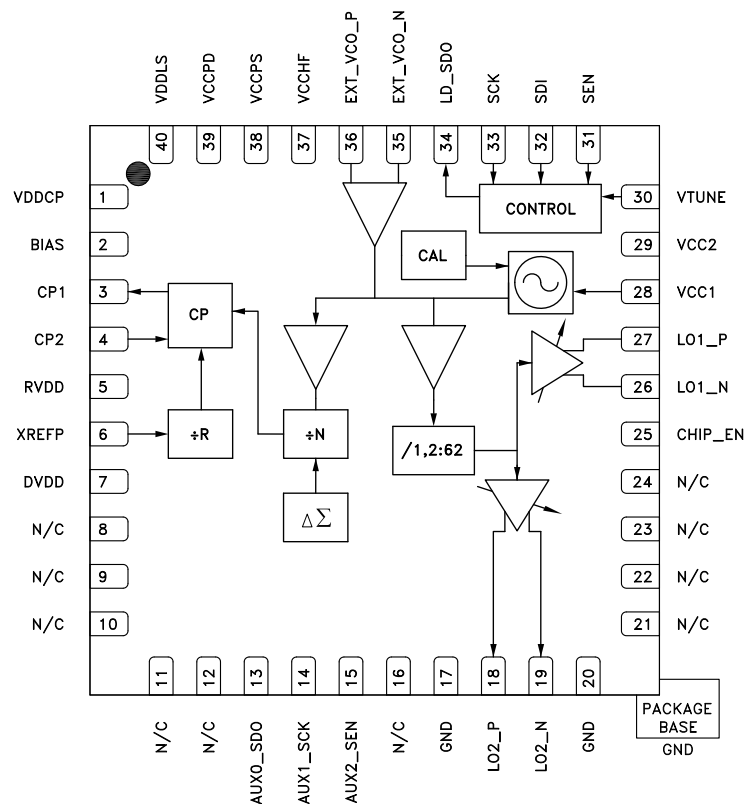 VDDLS
VCCPD
VCCPS
VCCHF
EXT_VCO_P
EXT_VCO_N
LD_SDO
SCK
SDI
SEN
40
39
38
37
36
35
34
33
32
31
VDDCP 1
30 VTUNE
CONTROL
BIAS 2
29 VCC2
CAL
CP1 3
28 VCC1
CP
CP2 4
27 LO1_P
RVDD 5
26 LO1_N
XREFP 6
÷R
÷N
/1,2:62
25 CHIP_EN
DVDD 7
24 N/C
ΔΣ
N/C 8
23 N/C
N/C 9
22 N/C
N/C 10
21 N/C
11
12
13
14
15
16
17
18
19
20
N/C
N/C
AUX0_SDO
AUX1_SCK
AUX2_SEN
N/C
GND
LO2_P
LO2_N
GND
PACKAGE
BASE
GND